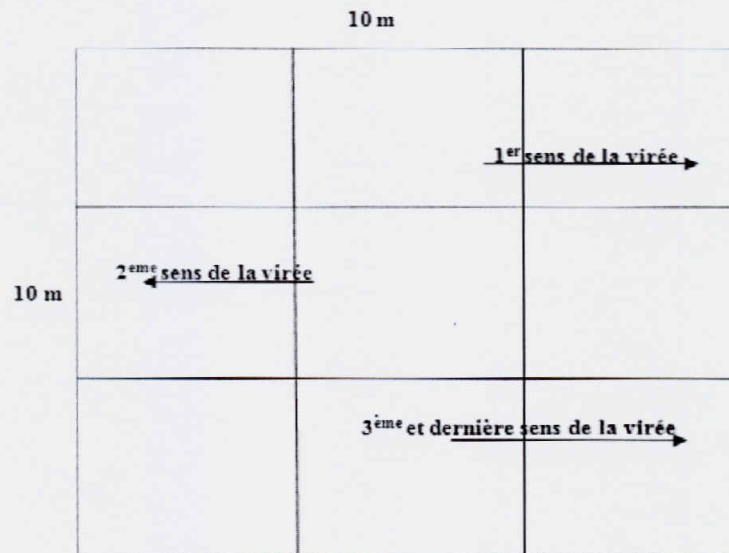 10 m
1er sens de la virée
2eme sens de la virée
10 m
3ème et dernière sens de la virée